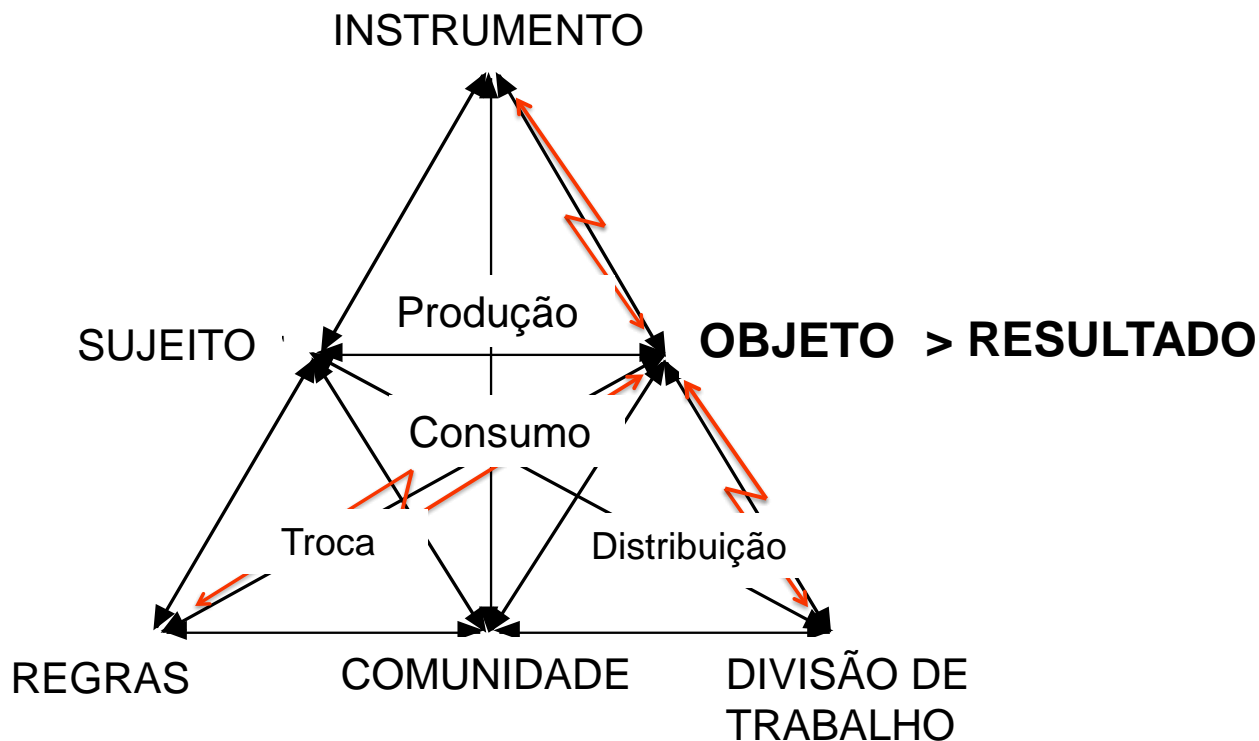 INSTRUMENTO
Produção
SUJEITO
OBJETO > RESULTADO
Consumo
Troca
Distribuição
REGRAS
COMUNIDADE
DIVISÃO DE
TRABALHO